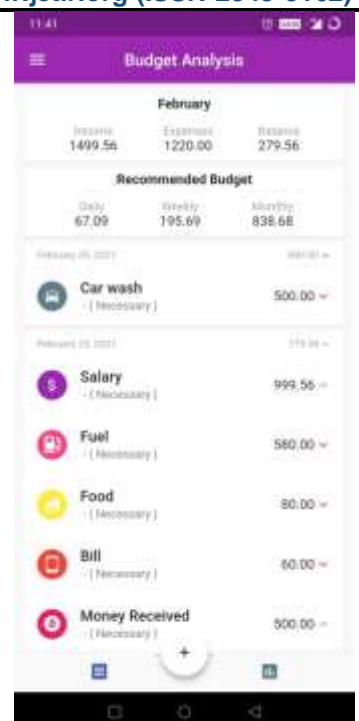 11:41
Budget Analysis
February
Income Expenses Balance
1499.56 1220.00 279.56
Recommended Budget
Daily Weekly Monthly
67.09 195.69 838.68
Car wash
- ( Necessary )
500.00
Salary
- ( Necessary )
999.56
Fuel
- ( Necessary )
580.00
Food
- ( Necessary )
80.00
Bill
- ( Necessary )
60.00
Money Received
- ( Necessary )
500.00
+